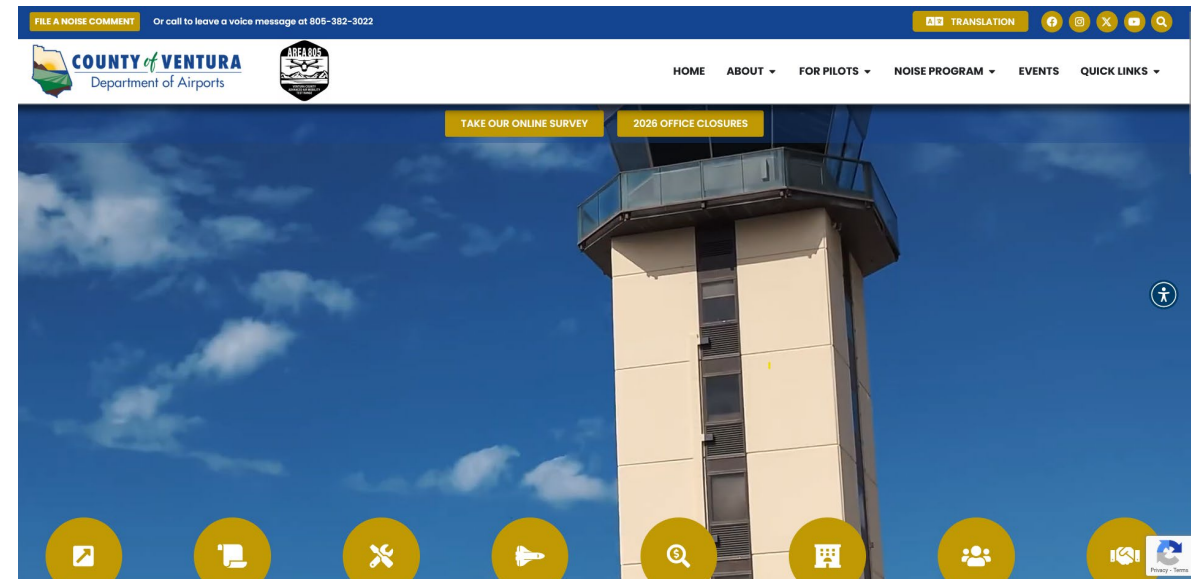 FILE A NOISE COMMENT
Or call to leave a voice message at 805-382-3022
TRANSLATION
COUNTY of VENTURA
Department of Airports
AREA 805
HOME
ABOUT
FOR PILOTS
NOISE PROGRAM
EVENTS
QUICK LINKS
TAKE OUR ONLINE SURVEY
2026 OFFICE CLOSURES
Privacy - Terms